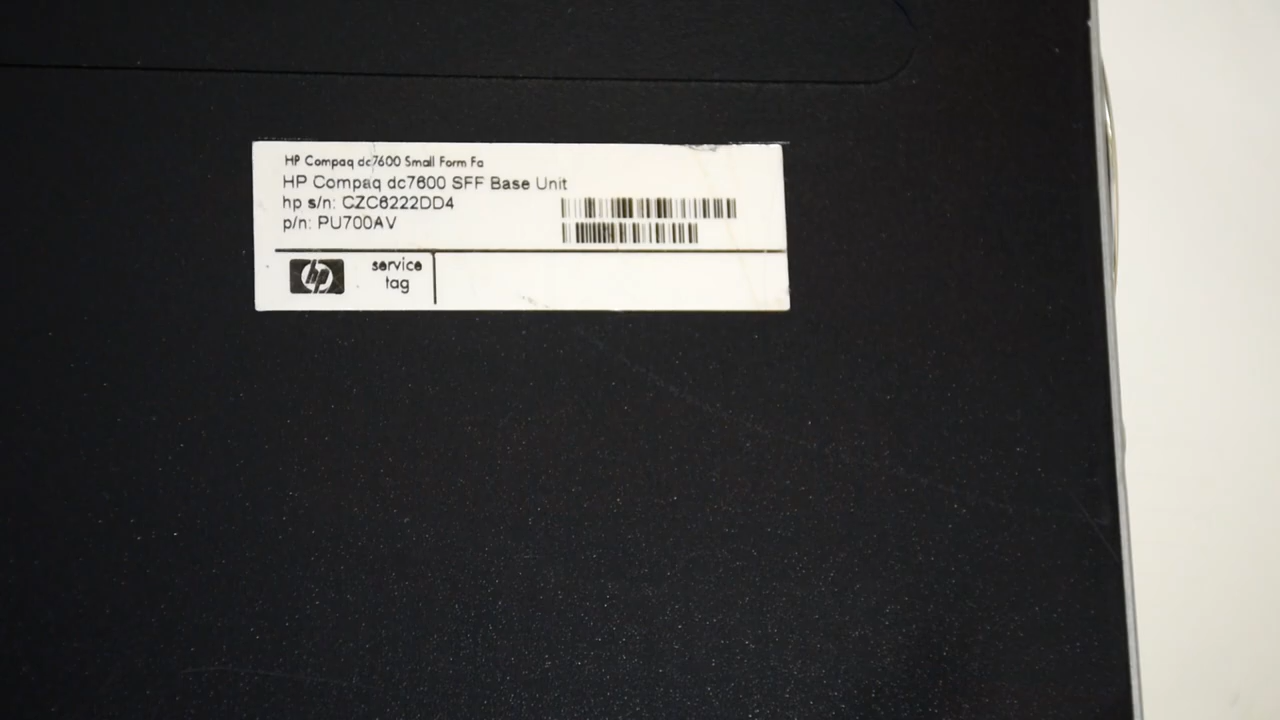 HP Compaq dc7600 Small Form Fa
HP Compaq dc7600 SFF Base Unit
hp s/n: CZC6222DD4
p/n: PU700AV
hp
service
tag